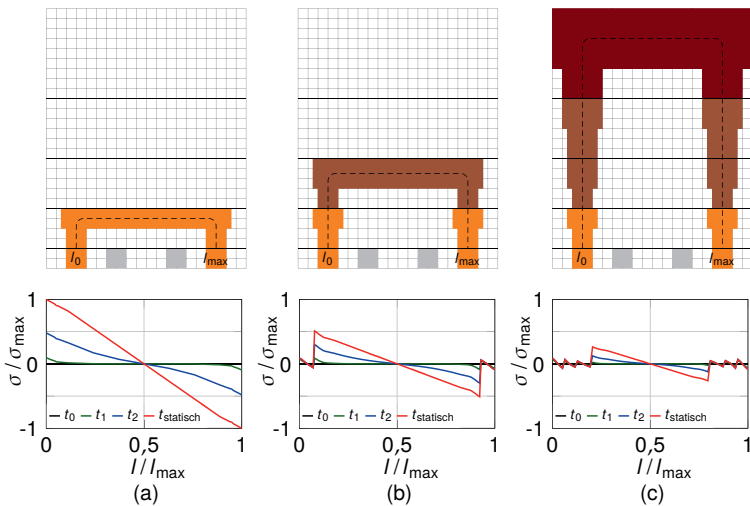 l0 lmax
l0 lmax
l0 lmax
σ / σmax
1
0
-1
t0 t1 t2 tstatisch
0 0,5 1
l / lmax
(a)
σ / σmax
1
0
-1
t0 t1 t2 tstatisch
0 0,5 1
l / lmax
(b)
σ / σmax
1
0
-1
t0 t1 t2 tstatisch
0 0,5 1
l / lmax
(c)